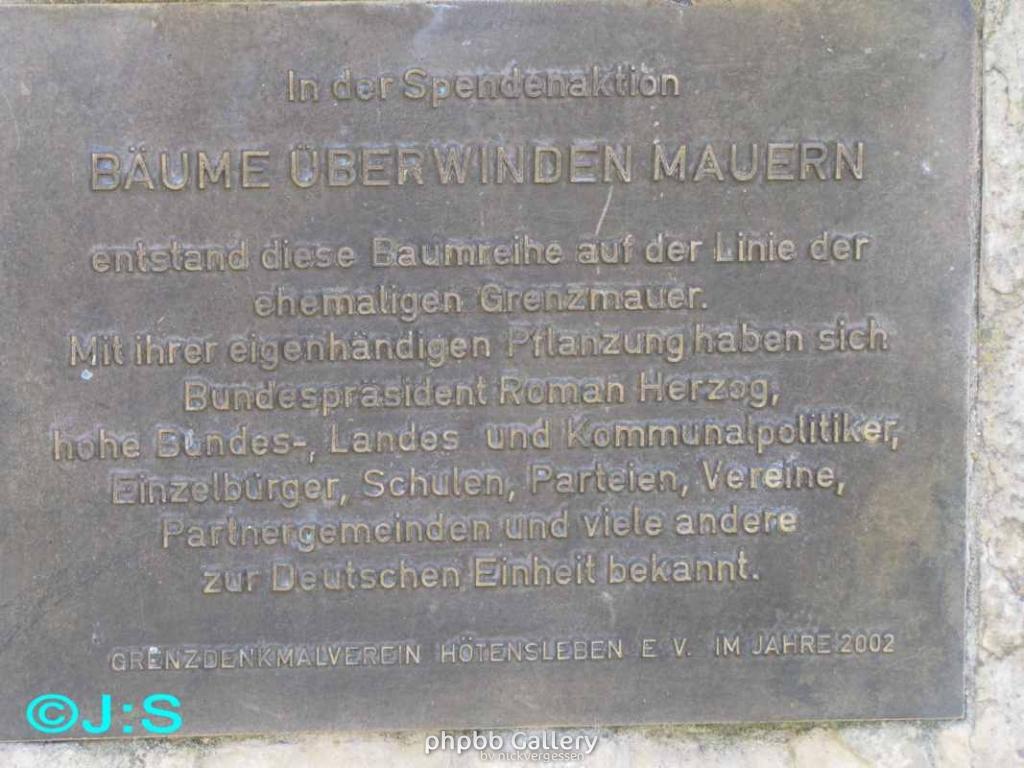 In der Spendenaktion
BÄUME ÜBERWINDEN MAUERN
entstand diese Baumreihe auf der Linie der
ehemaligen Grenzmauer.
Mit ihrer eigenhändigen Pflanzung haben sich
Bundespräsident Roman Herzog,
hohe Bundes-, Landes und Kommunalpolitiker,
Einzelbürger, Schulen, Parteien, Vereine,
Partnergemeinden und viele andere
zur Deutschen Einheit bekannt.
GRENZDENKMALVEREIN HÖTENSLEBEN E V. IM JAHRE 2002
©J:S
phpbb Gallery
by nickvergessen